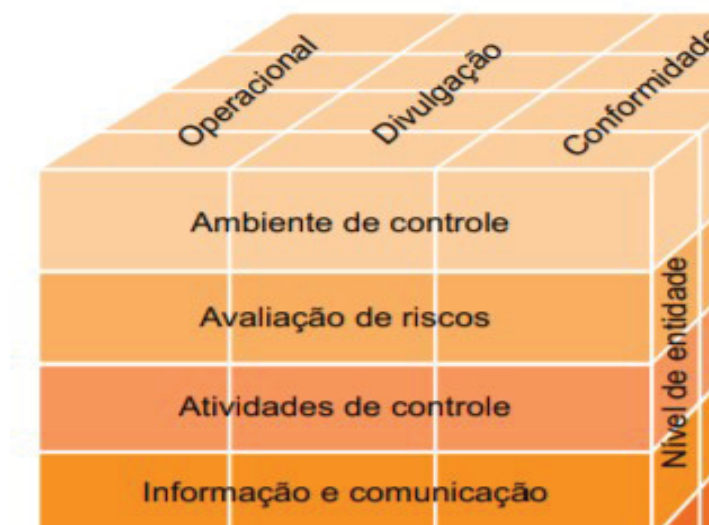 Operacional
Divulgação
Conformidade
Ambiente de controle
Avaliação de riscos
Atividades de controle
Informação e comunicação
Nível de entidade